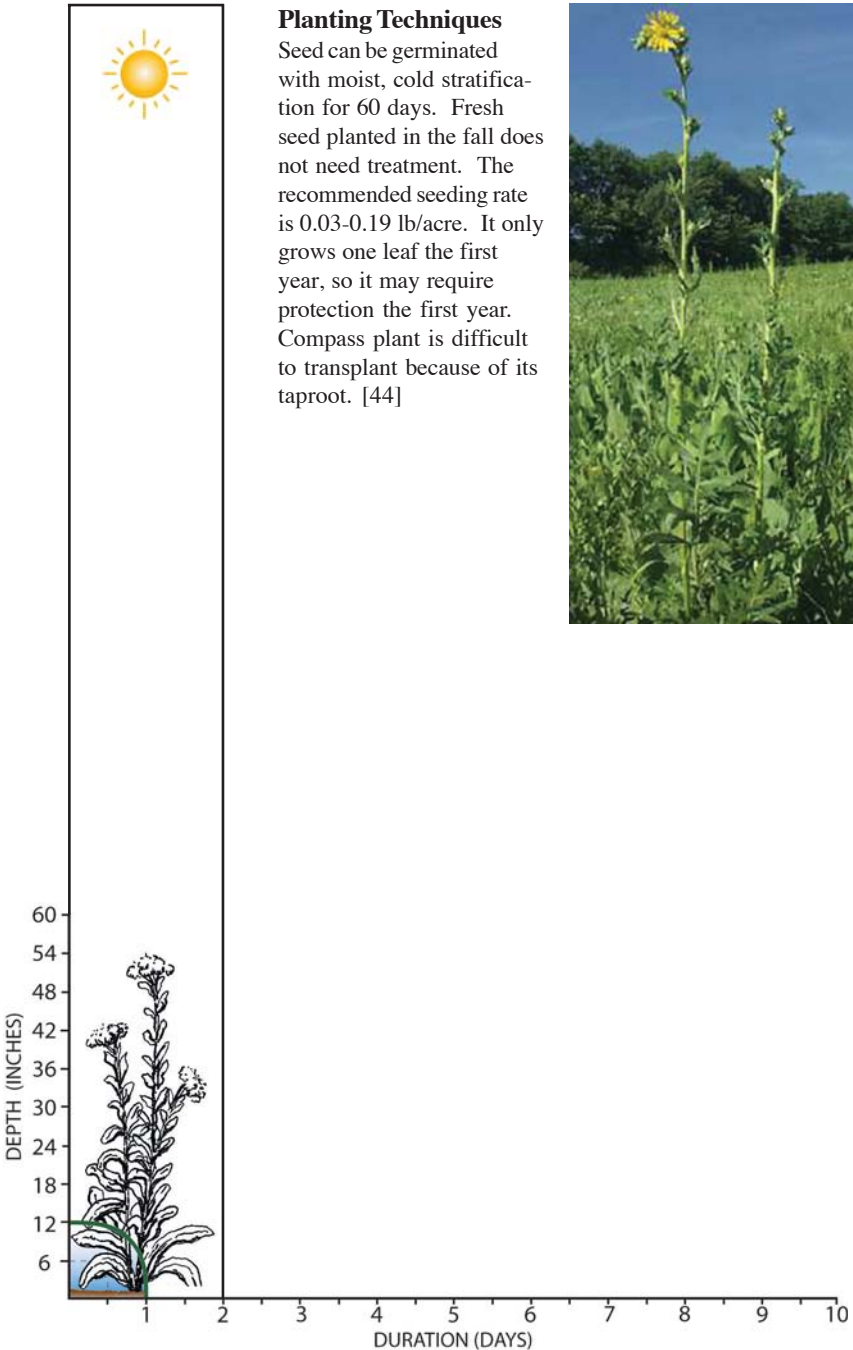 Planting Techniques
Seed can be germinated
with moist, cold stratifica-
tion for 60 days. Fresh
seed planted in the fall does
not need treatment. The
recommended seeding rate
is 0.03-0.19 lb/acre. It only
grows one leaf the first
year, so it may require
protection the first year.
Compass plant is difficult
to transplant because of its
taproot. [44]
60
54
48
42
36
30
24
18
12
6
DEPTH (INCHES)
1 2 3 4 5 6 7 8 9 10
DURATION (DAYS)